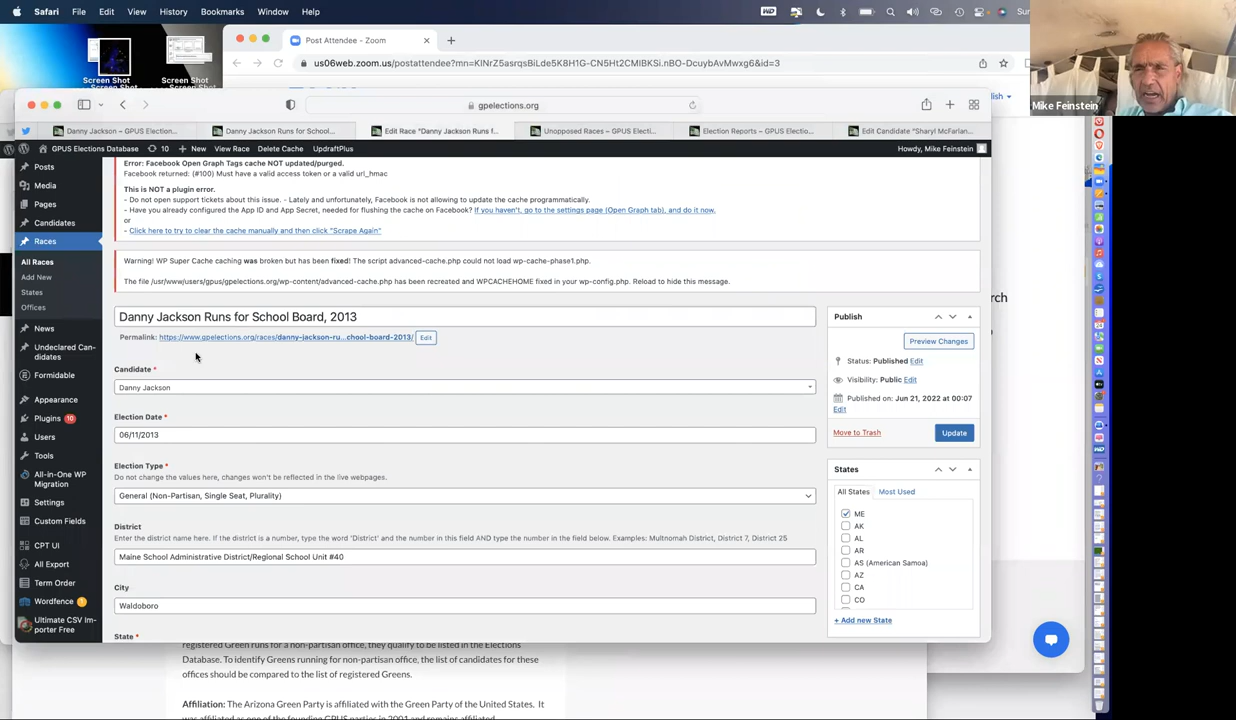 Safari File Edit View History Bookmarks Window Help
Sun
Screen Shot
Screen Shot
Post Attendee - Zoom
us06web.zoom.us/postattendee?mn=KINrZ5asrqsBiLde5K8H1G-CN5Ht2CMIBKSi.nBO-DcuybAvMwxg6&id=3
Mike Feinstein
gpelections.org
Danny Jackson – GPUS Election...
Danny Jackson Runs for School...
Edit Race "Danny Jackson Runs f...
Unopposed Races – GPUS Electi...
Election Reports – GPUS Electio...
Edit Candidate "Sharyl McFarlan...
GPUS Elections Database 10 + New View Race Delete Cache UpdraftPlus
Howdy, Mike Feinstein
Posts
Media
Pages
Candidates
Races
All Races
Add New
States
Offices
News
Undeclared Can-
didates
Formidable
Appearance
Plugins 10
Users
Tools
All-in-One WP
Migration
Settings
Custom Fields
CPT UI
All Export
Term Order
Wordfence 1
Ultimate CSV Im-
porter Free
Error: Facebook Open Graph Tags cache NOT updated/purged.
Facebook returned: (#100) Must have a valid access token or a valid url_hmac
This is NOT a plugin error.
- Do not open support tickets about this issue. - Lately and unfortunately, Facebook is not allowing to update the cache programmatically.
- Have you already configured the App ID and App Secret, needed for flushing the cache on Facebook? If you haven't, go to the settings page (Open Graph tab), and do it now.
or
- Click here to try to clear the cache manually and then click "Scrape Again"
Warning! WP Super Cache caching was broken but has been fixed! The script advanced-cache.php could not load wp-cache-phase1.php.
The file /usr/www/users/gpus/gpelections.org/wp-content/advanced-cache.php has been recreated and WPCACHEHOME fixed in your wp-config.php. Reload to hide this message.
Danny Jackson Runs for School Board, 2013
Permalink: https://www.gpelections.org/races/danny-jackson-ru...chool-board-2013/ Edit
Candidate *
Danny Jackson
Election Date *
06/11/2013
Election Type *
Do not change the values here, changes won't be reflected in the live webpages.
General (Non-Partisan, Single Seat, Plurality)
District
Enter the district name here. If the district is a number, type the word 'District' and the number in this field AND type the number in the field below. Examples: Multnomah District, District 7, District 25
Maine School Administrative District/Regional School Unit #40
City
Waldoboro
State *
Publish
Preview Changes
Status: Published Edit
Visibility: Public Edit
Published on: Jun 21, 2022 at 00:07
Edit
Move to Trash
Update
States
All States Most Used
ME
AK
AL
AR
AS (American Samoa)
AZ
CA
CO
+ Add new State
registered Green runs for a non-partisan office, they qualify to be listed in the Elections
Database. To identify Greens running for non-partisan office, the list of candidates for these
offices should be compared to the list of registered Greens.
Affiliation: The Arizona Green Party is affiliated with the Green Party of the United States. It